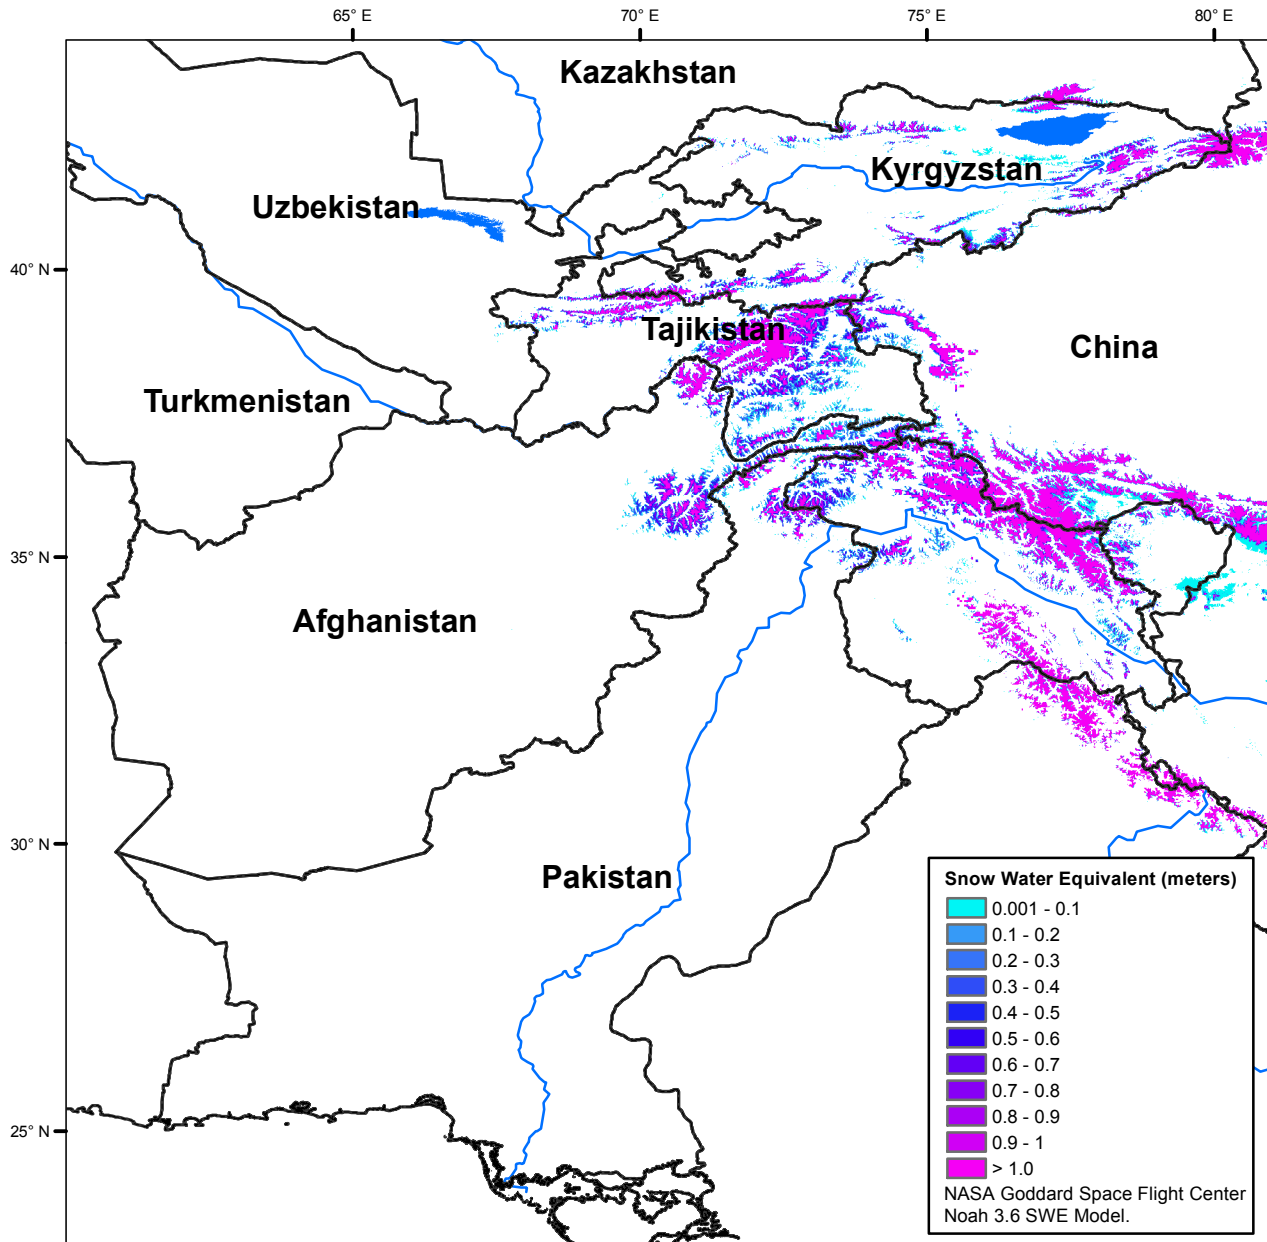 65° E
70° E
75° E
80° E
Kazakhstan
Kyrgyzstan
Uzbekistan
40° N
Tajikistan
China
Turkmenistan
35° N
Afghanistan
30° N
Pakistan
25° N
Snow Water Equivalent (meters)
0.001 - 0.1
0.1 - 0.2
0.2 - 0.3
0.3 - 0.4
0.4 - 0.5
0.5 - 0.6
0.6 - 0.7
0.7 - 0.8
0.8 - 0.9
0.9 - 1
> 1.0
NASA Goddard Space Flight Center
Noah 3.6 SWE Model.